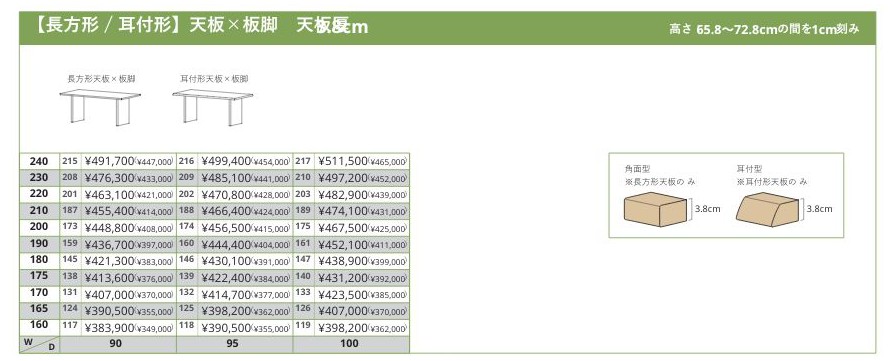 【長方形 / 耳付形】天板×板脚　天板厚3.8cm
高さ 65.8〜72.8cmの間を1cm刻み
長方形天板×板脚
耳付形天板×板脚
240 215 ¥491,700(¥447,000) 216 ¥499,400(¥454,000) 217 ¥511,500(¥465,000)
230 208 ¥476,300(¥433,000) 209 ¥485,100(¥441,000) 210 ¥497,200(¥452,000)
220 201 ¥463,100(¥421,000) 202 ¥470,800(¥428,000) 203 ¥482,900(¥439,000)
210 187 ¥455,400(¥414,000) 188 ¥466,400(¥424,000) 189 ¥474,100(¥431,000)
200 173 ¥448,800(¥408,000) 174 ¥456,500(¥415,000) 175 ¥467,500(¥425,000)
190 159 ¥436,700(¥397,000) 160 ¥444,400(¥404,000) 161 ¥452,100(¥411,000)
180 145 ¥421,300(¥383,000) 146 ¥430,100(¥391,000) 147 ¥438,900(¥399,000)
175 138 ¥413,600(¥376,000) 139 ¥422,400(¥384,000) 140 ¥431,200(¥392,000)
170 131 ¥407,000(¥370,000) 132 ¥414,700(¥377,000) 133 ¥423,500(¥385,000)
165 124 ¥390,500(¥355,000) 125 ¥398,200(¥362,000) 126 ¥407,000(¥370,000)
160 117 ¥383,900(¥349,000) 118 ¥390,500(¥355,000) 119 ¥398,200(¥362,000)
W D 90 95 100
角面型
※長方形天板の み
3.8cm
耳付型
※耳付形天板の み
3.8cm